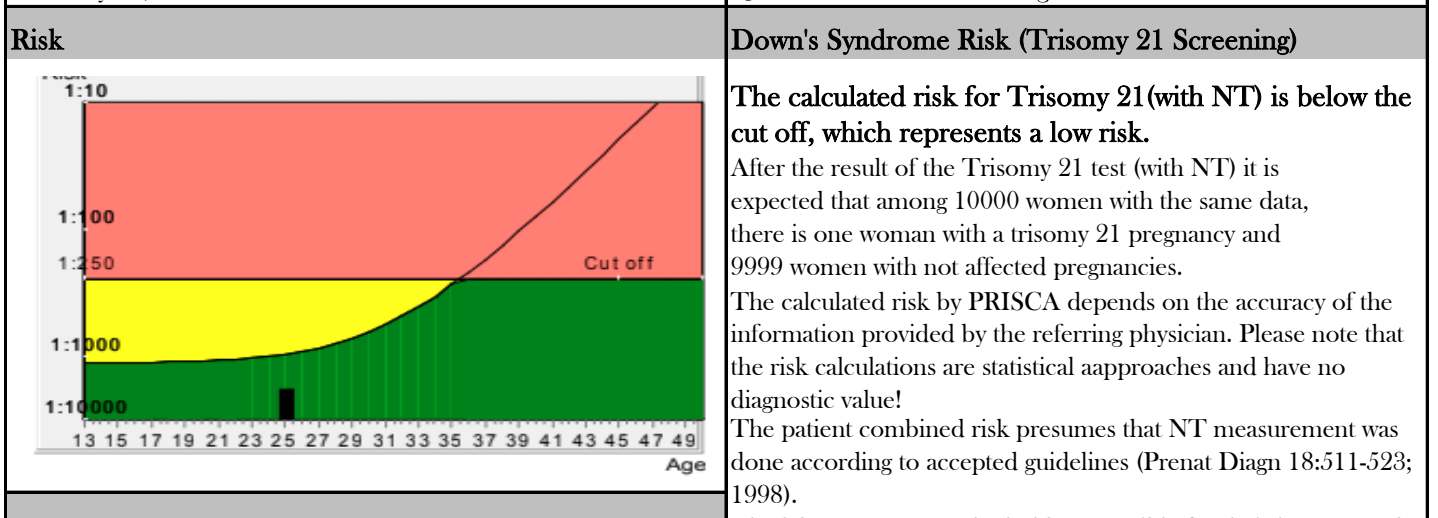 Risk
1:10
1:100
1:250
Cut off
1:1000
1:10000
13 15 17 19 21 23 25 27 29 31 33 35 37 39 41 43 45 47 49
Age
Down's Syndrome Risk (Trisomy 21 Screening)
The calculated risk for Trisomy 21(with NT) is below the
cut off, which represents a low risk.
After the result of the Trisomy 21 test (with NT) it is
expected that among 10000 women with the same data,
there is one woman with a trisomy 21 pregnancy and
9999 women with not affected pregnancies.
The calculated risk by PRISCA depends on the accuracy of the
information provided by the referring physician. Please note that
the risk calculations are statistical aapproaches and have no
diagnostic value!
The patient combined risk presumes that NT measurement was
done according to accepted guidelines (Prenat Diagn 18:511-523;
1998).